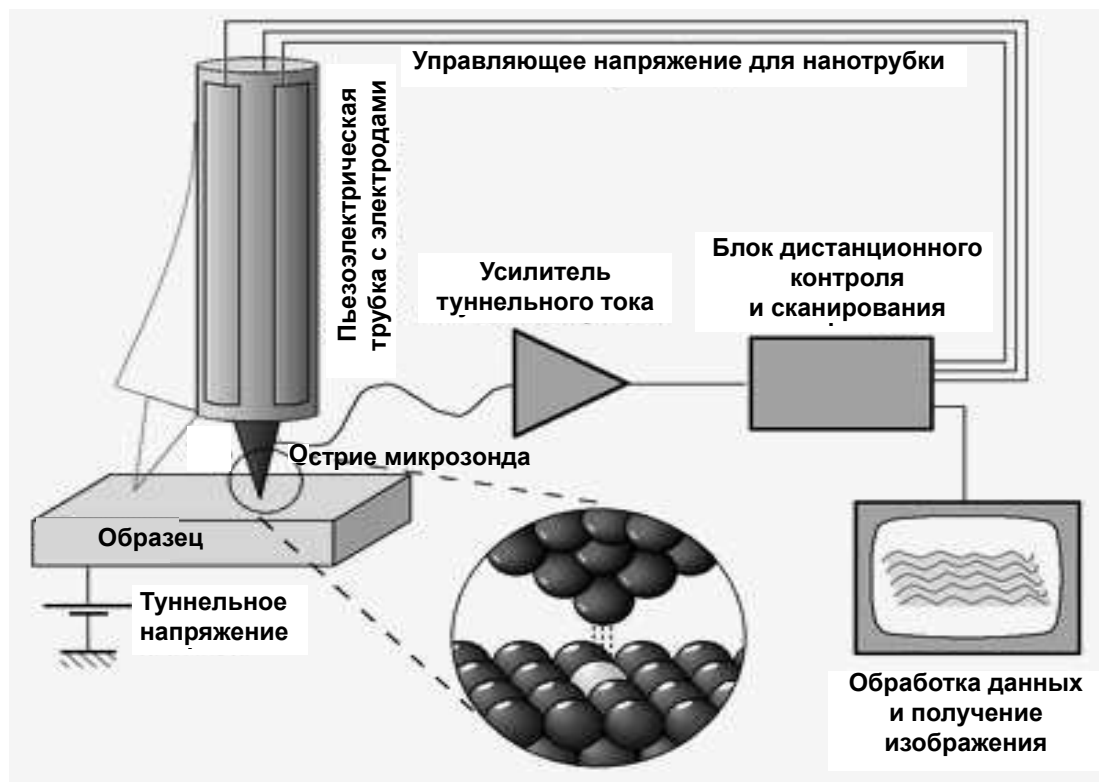 Управляющее напряжение для нанотрубки
Пьезоэлектрическая
трубка с электродами
Усилитель
туннельного тока
Блок дистанционного
контроля
и сканирования
Острие микрозонда
Образец
Туннельное
напряжение
Обработка данных
и получение
изображения